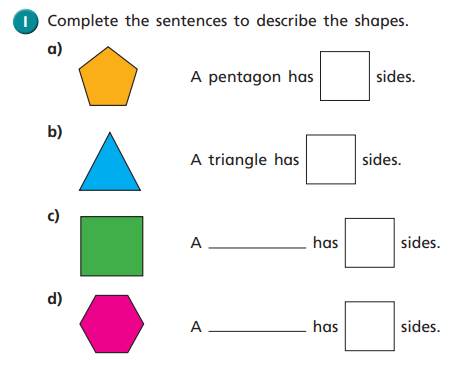 1 Complete the sentences to describe the shapes.
a) A pentagon has sides.
b) A triangle has sides.
c) A ________ has sides.
d) A ________ has sides.